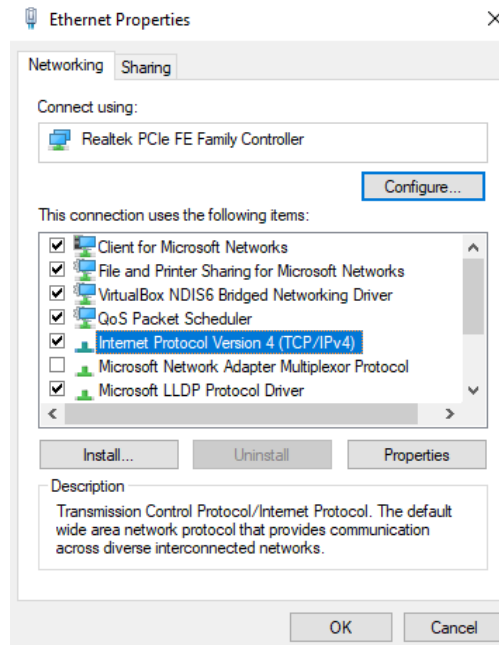 Ethernet Properties
Networking
Sharing
Connect using:
Realtek PCIe FE Family Controller
Configure...
This connection uses the following items:
Client for Microsoft Networks
File and Printer Sharing for Microsoft Networks
VirtualBox NDIS6 Bridged Networking Driver
QoS Packet Scheduler
Internet Protocol Version 4 (TCP/IPv4)
Microsoft Network Adapter Multiplexor Protocol
Microsoft LLDP Protocol Driver
Install...
Uninstall
Properties
Description
Transmission Control Protocol/Internet Protocol. The default
wide area network protocol that provides communication
across diverse interconnected networks.
OK
Cancel